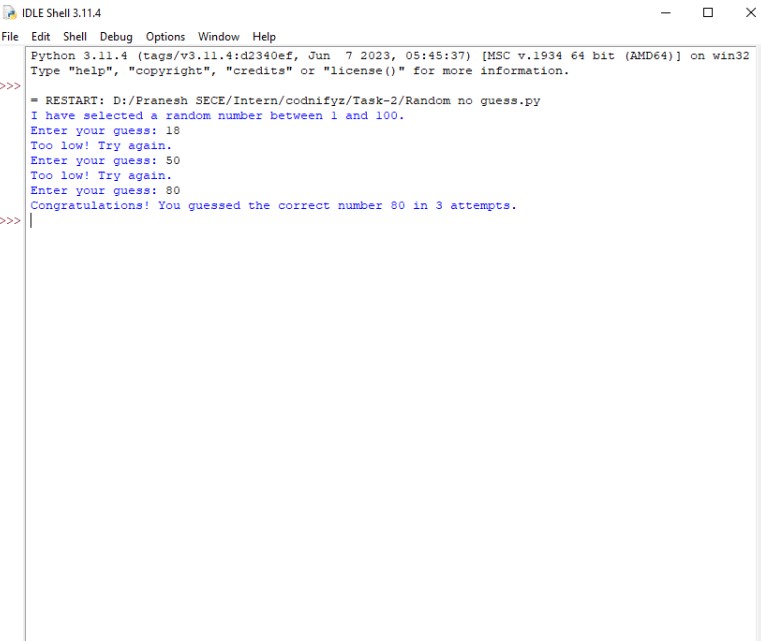 IDLE Shell 3.11.4
File Edit Shell Debug Options Window Help
Python 3.11.4 (tags/v3.11.4:d2340ef, Jun  7 2023, 05:45:37) [MSC v.1934 64 bit (AMD64)] on win32
Type "help", "copyright", "credits" or "license()" for more information.
>>>
= RESTART: D:/Pranesh SECE/Intern/codnifyz/Task-2/Random no guess.py
I have selected a random number between 1 and 100.
Enter your guess: 18
Too low! Try again.
Enter your guess: 50
Too low! Try again.
Enter your guess: 80
Congratulations! You guessed the correct number 80 in 3 attempts.
>>>